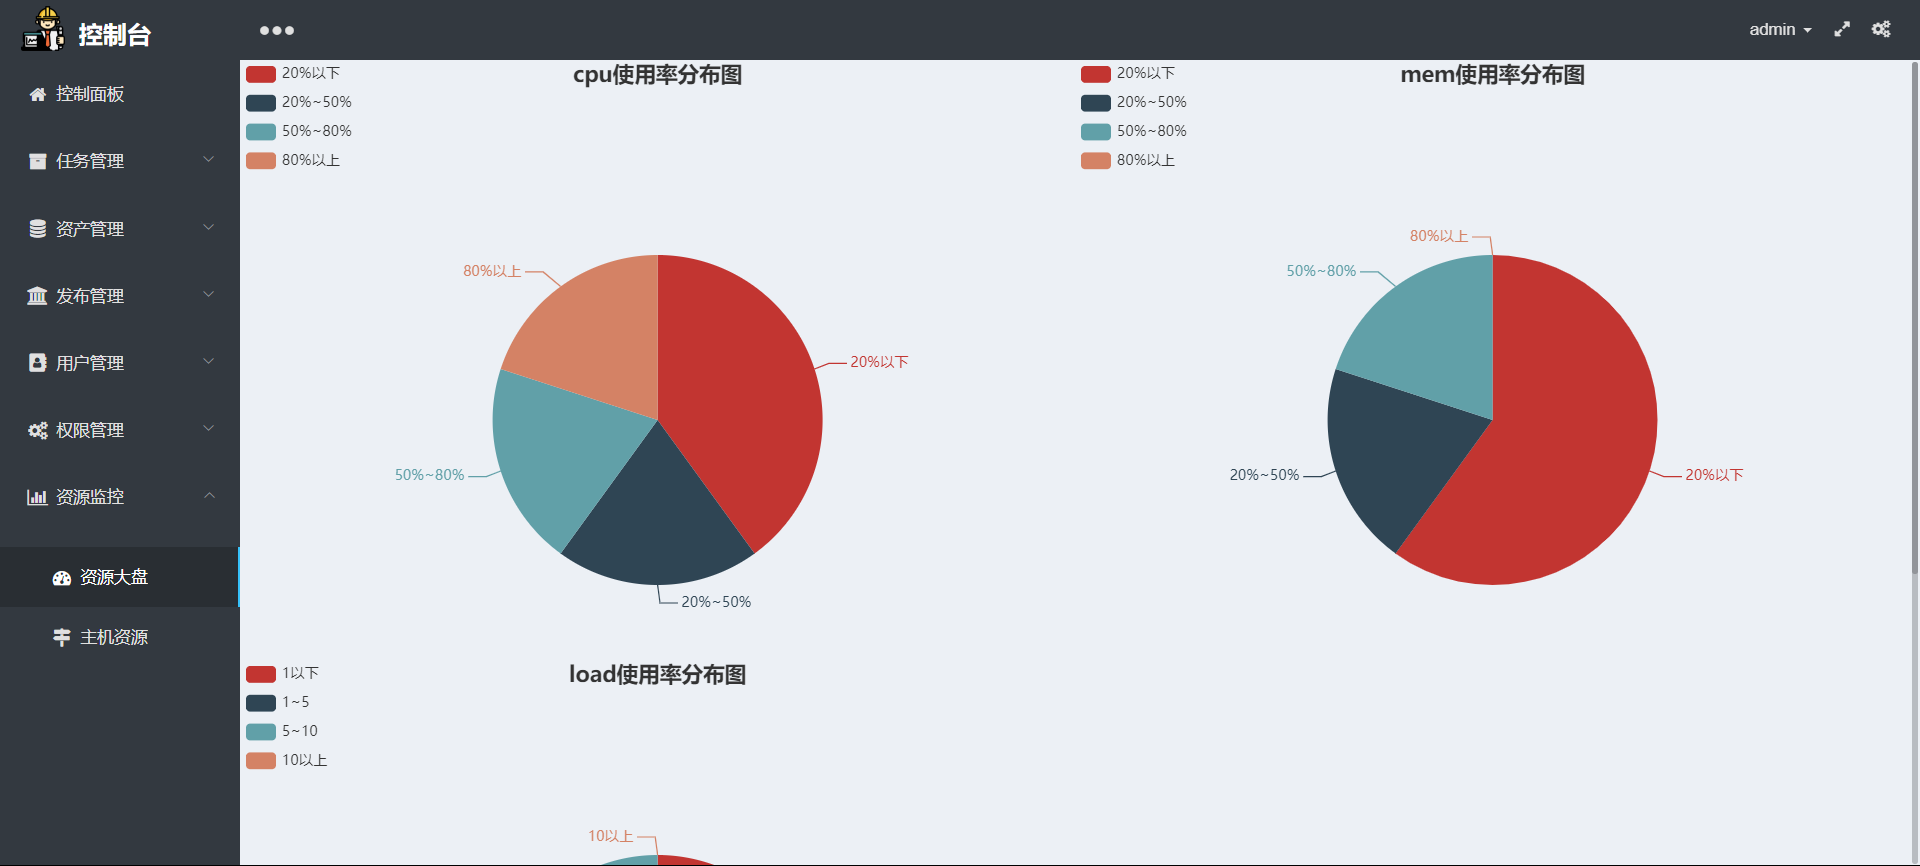 控制台
admin
控制面板
任务管理
资产管理
发布管理
用户管理
权限管理
资源监控
资源大盘
主机资源
cpu使用率分布图
20%以下
20%~50%
50%~80%
80%以上
80%以上
20%以下
50%~80%
20%~50%
mem使用率分布图
20%以下
20%~50%
50%~80%
80%以上
80%以上
50%~80%
20%~50%
20%以下
load使用率分布图
1以下
1~5
5~10
10以上
10以上